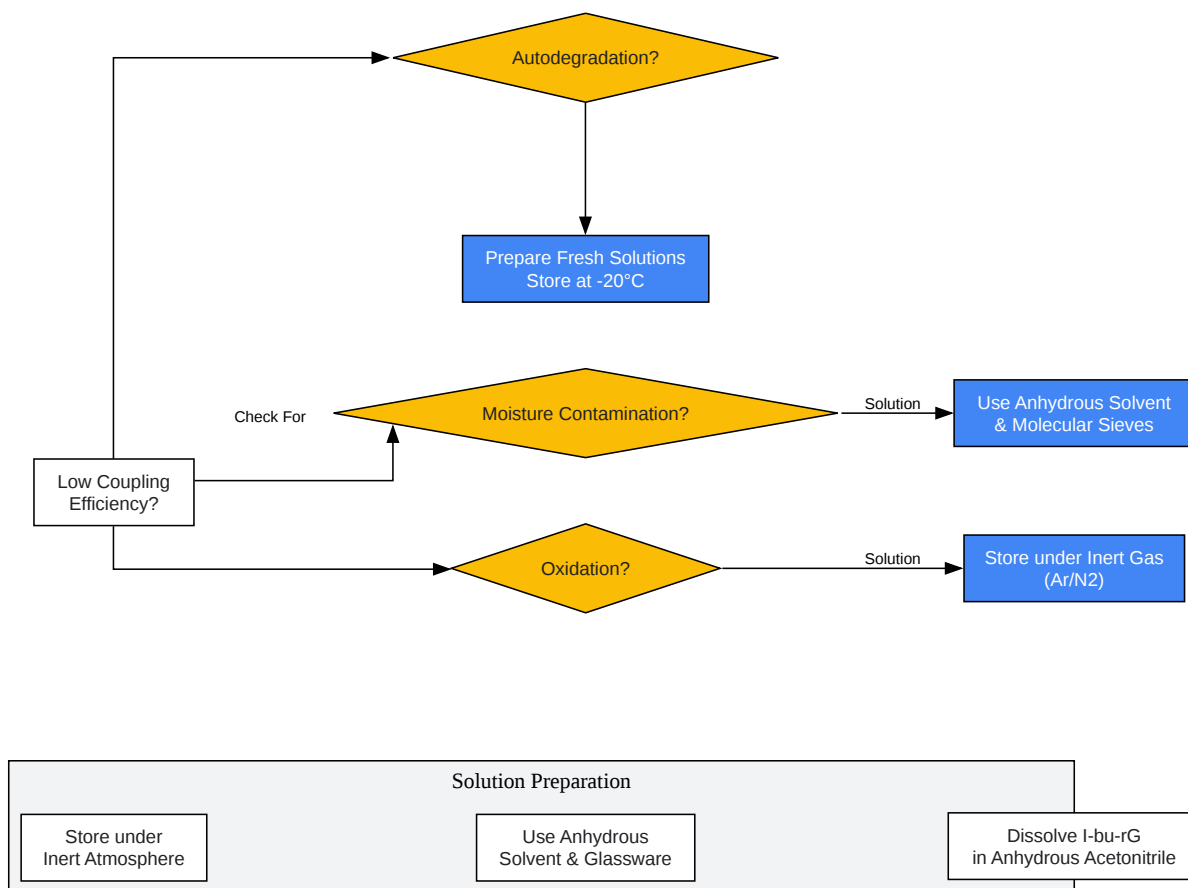 Autodegradation?
Prepare Fresh Solutions
Store at -20°C
Check For
Moisture Contamination?
Solution
Use Anhydrous Solvent
& Molecular Sieves
Low Coupling
Efficiency?
Oxidation?
Solution
Store under Inert Gas
(Ar/N2)
Solution Preparation
Store under
Inert Atmosphere
Use Anhydrous
Solvent & Glassware
Dissolve I-bu-rG
in Anhydrous Acetonitrile